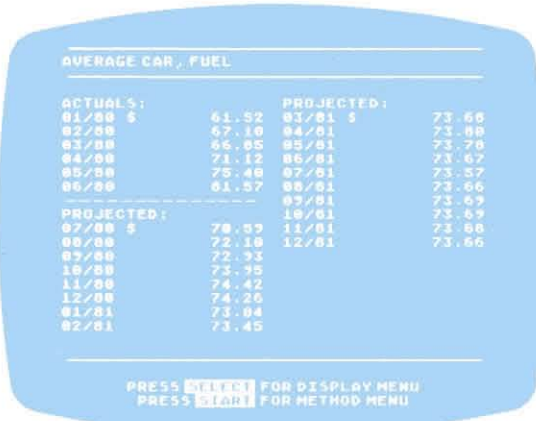 AVERAGE CAR, FUEL
ACTUALS:
01/80 $ 61.52
02/80 67.10
03/80 66.85
04/80 71.12
05/80 75.40
06/80 61.57
PROJECTED:
07/80 $ 70.59
08/80 72.10
09/80 72.93
10/80 73.95
11/80 74.42
12/80 74.26
01/81 73.04
02/81 73.45
PROJECTED:
03/81 $ 73.60
04/81 73.80
05/81 73.78
06/81 73.67
07/81 73.57
08/81 73.66
09/81 73.69
10/81 73.69
11/81 73.68
12/81 73.66
PRESS SELECT FOR DISPLAY MENU
PRESS START FOR METHOD MENU